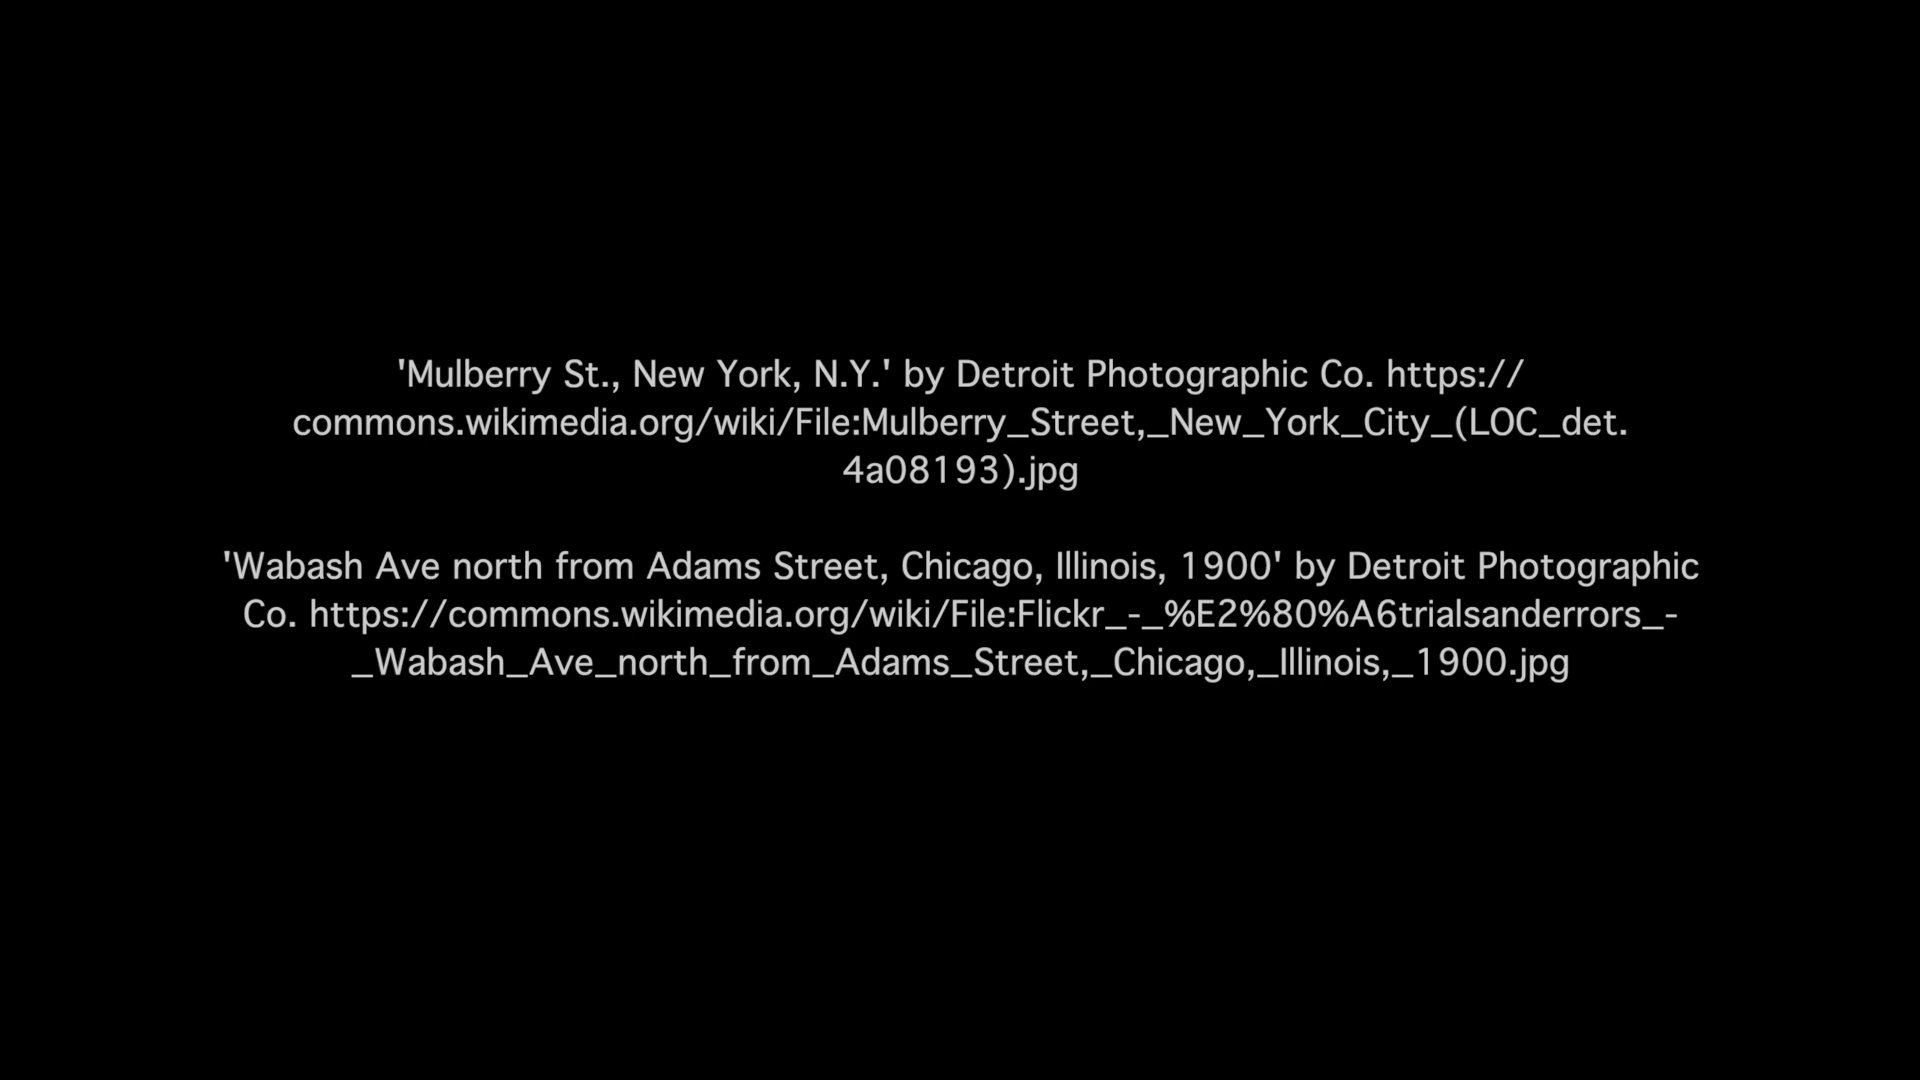 'Mulberry St., New York, N.Y.' by Detroit Photographic Co. https://
commons.wikimedia.org/wiki/File:Mulberry_Street,_New_York_City_(LOC_det.
4a08193).jpg
'Wabash Ave north from Adams Street, Chicago, Illinois, 1900' by Detroit Photographic
Co. https://commons.wikimedia.org/wiki/File:Flickr_-_%E2%80%A6trialsanderrors_-
_Wabash_Ave_north_from_Adams_Street,_Chicago,_Illinois,_1900.jpg